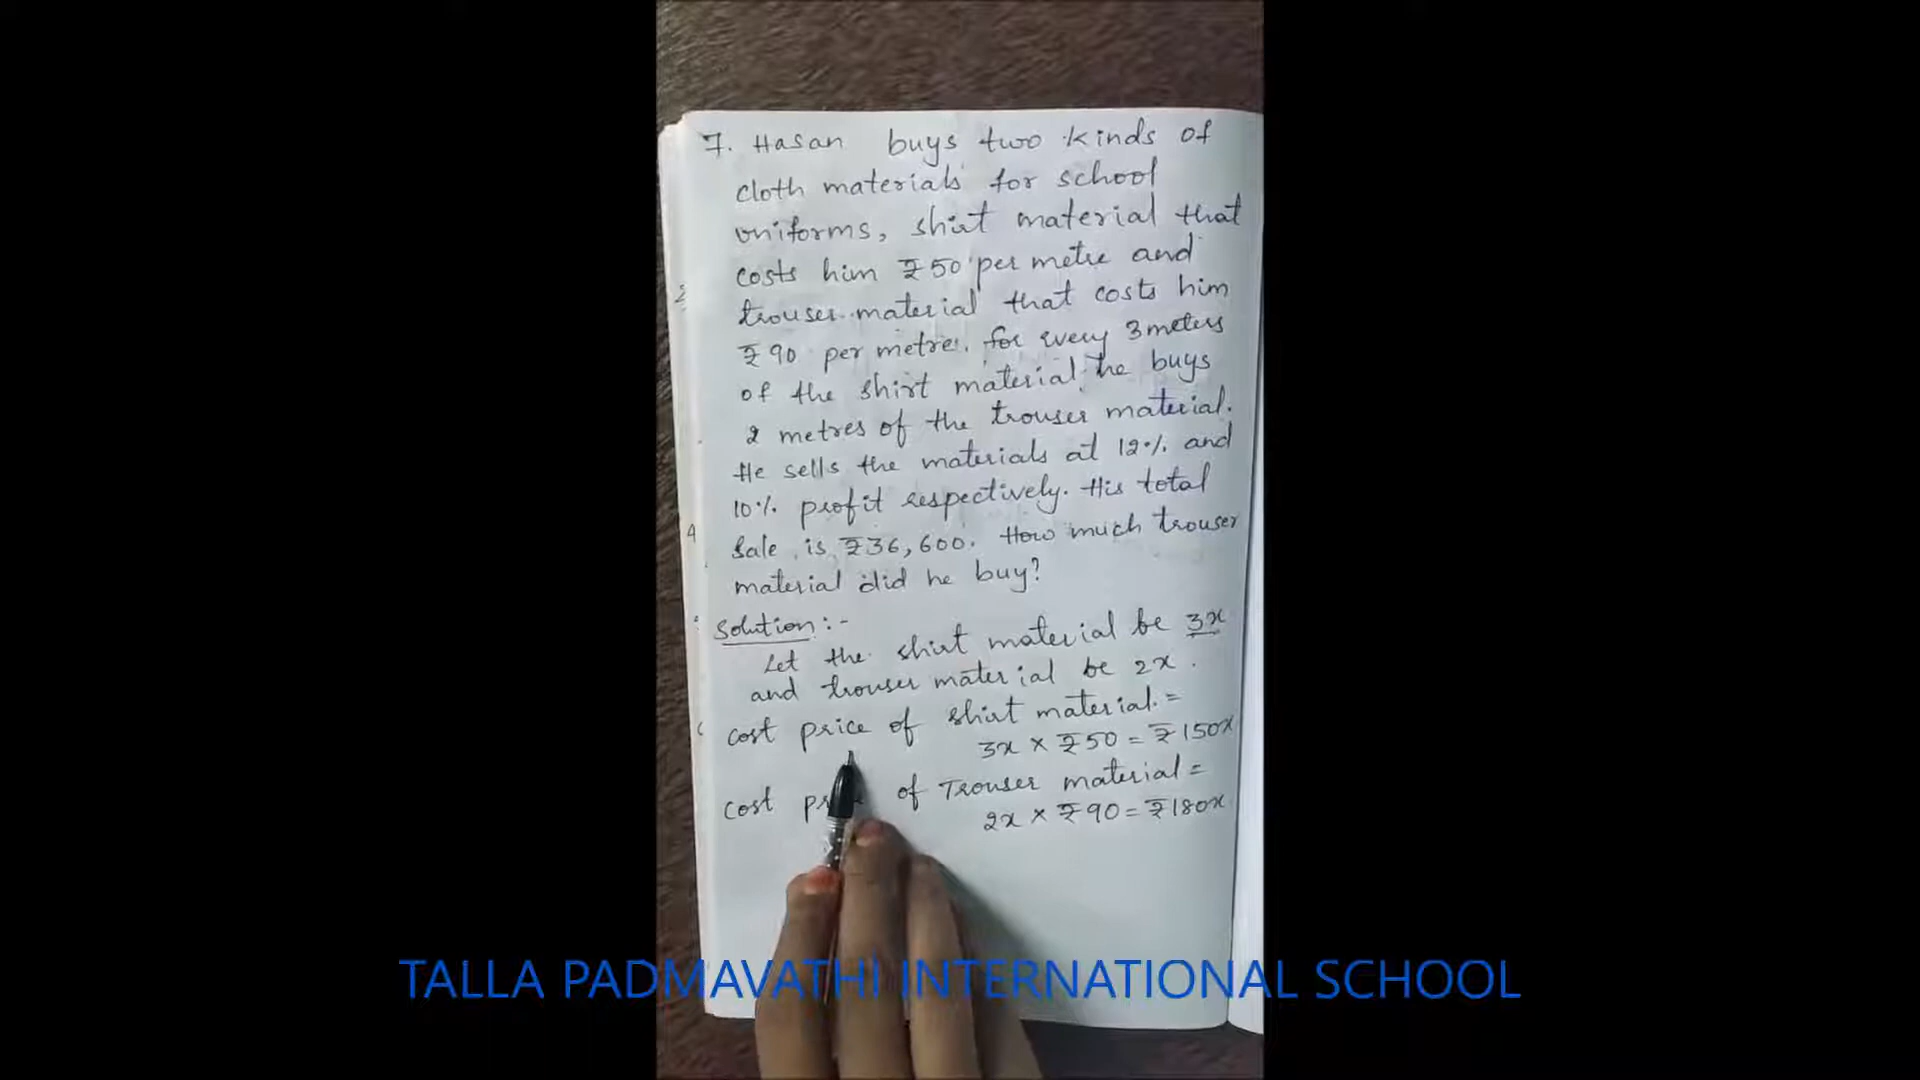 7. Hasan buys two kinds of
cloth materials for school
uniforms, shirt material that
costs him ₹50 per metre and
trouser material that costs him
₹90 per metre. for every 3 meters
of the shirt material he buys
2 metres of the trouser material.
He sells the materials at 12% and
10% profit respectively. His total
sale is ₹36,600. How much trouser
material did he buy?
Solution:-
Let the shirt material be 3x
and trouser material be 2x.
cost price of shirt material =
3x × ₹50 = ₹150x
cost of Trouser material =
2x × ₹90 = ₹180x
TALLA PADMAVATHI INTERNATIONAL SCHOOL